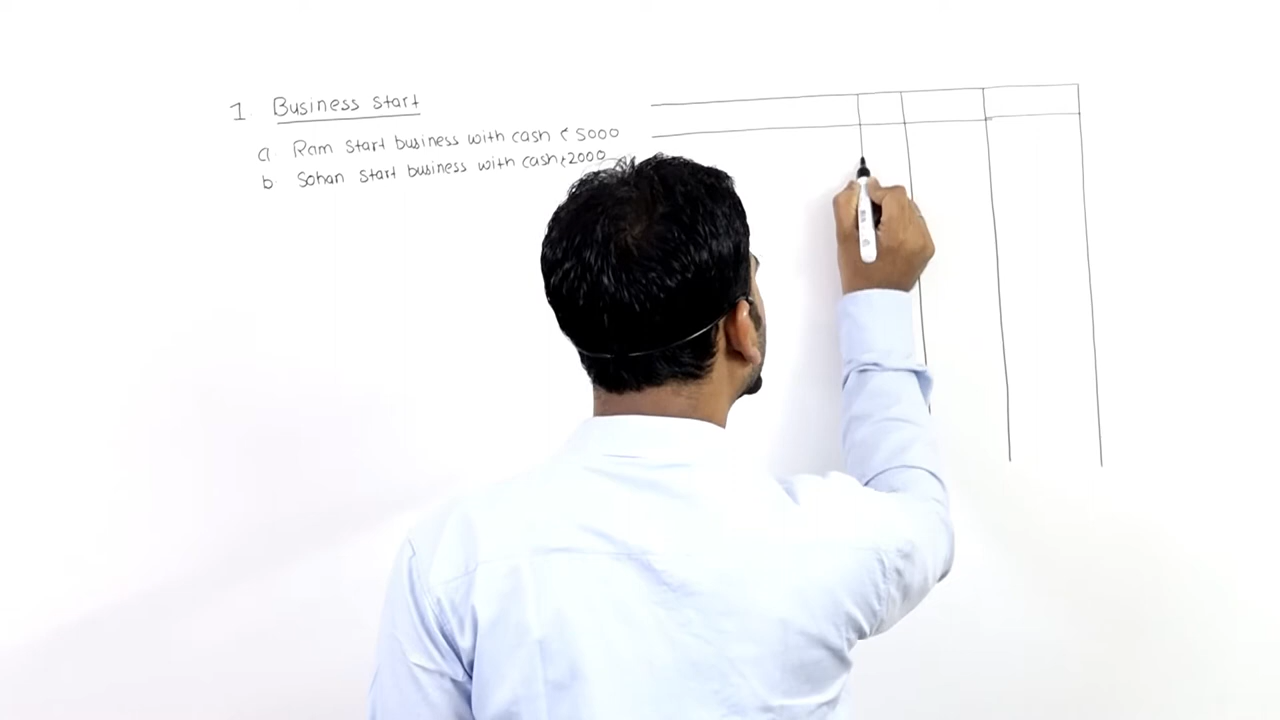 1. Business start
a. Ram start business with cash ₹ 5000
b. Sohan start business with cash ₹2000